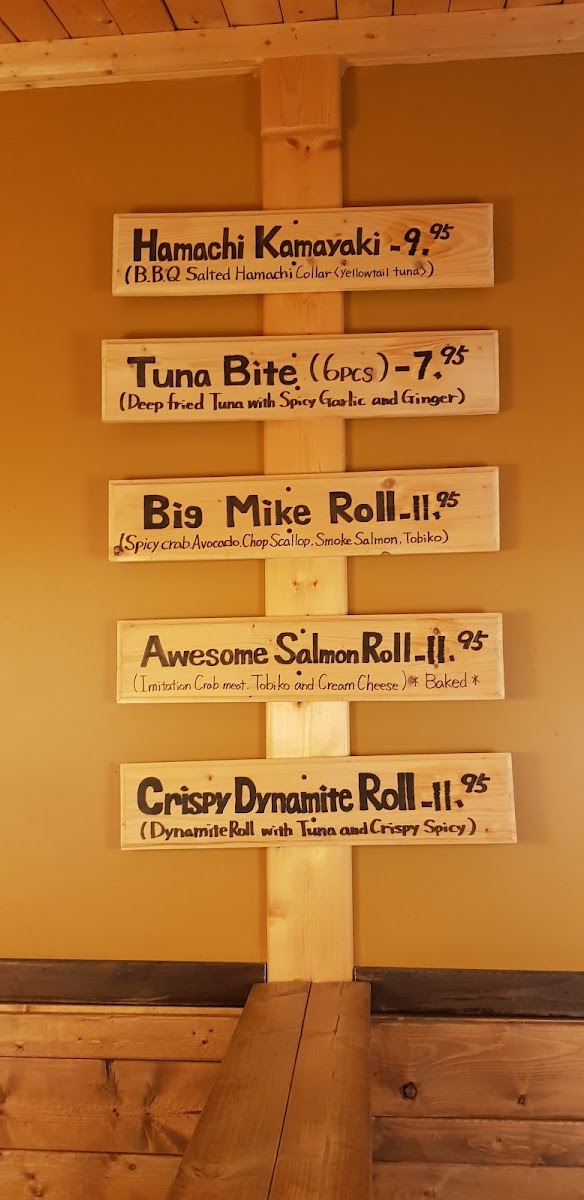 Hamachi Kamayaki - 9.95
(B.B.Q Salted Hamachi Collar <yellowtail tuna>)
Tuna Bite (6PCS) - 7.95
(Deep fried Tuna with Spicy Garlic and Ginger)
Big Mike Roll - 11.95
(Spicy crab, Avocado, Chop Scallop, Smoke Salmon, Tobiko)
Awesome Salmon Roll - 11.95
(Imitation Crab meat, Tobiko and Cream Cheese) * Baked *
Crispy Dynamite Roll - 11.95
(Dynamite Roll with Tuna and Crispy Spicy)